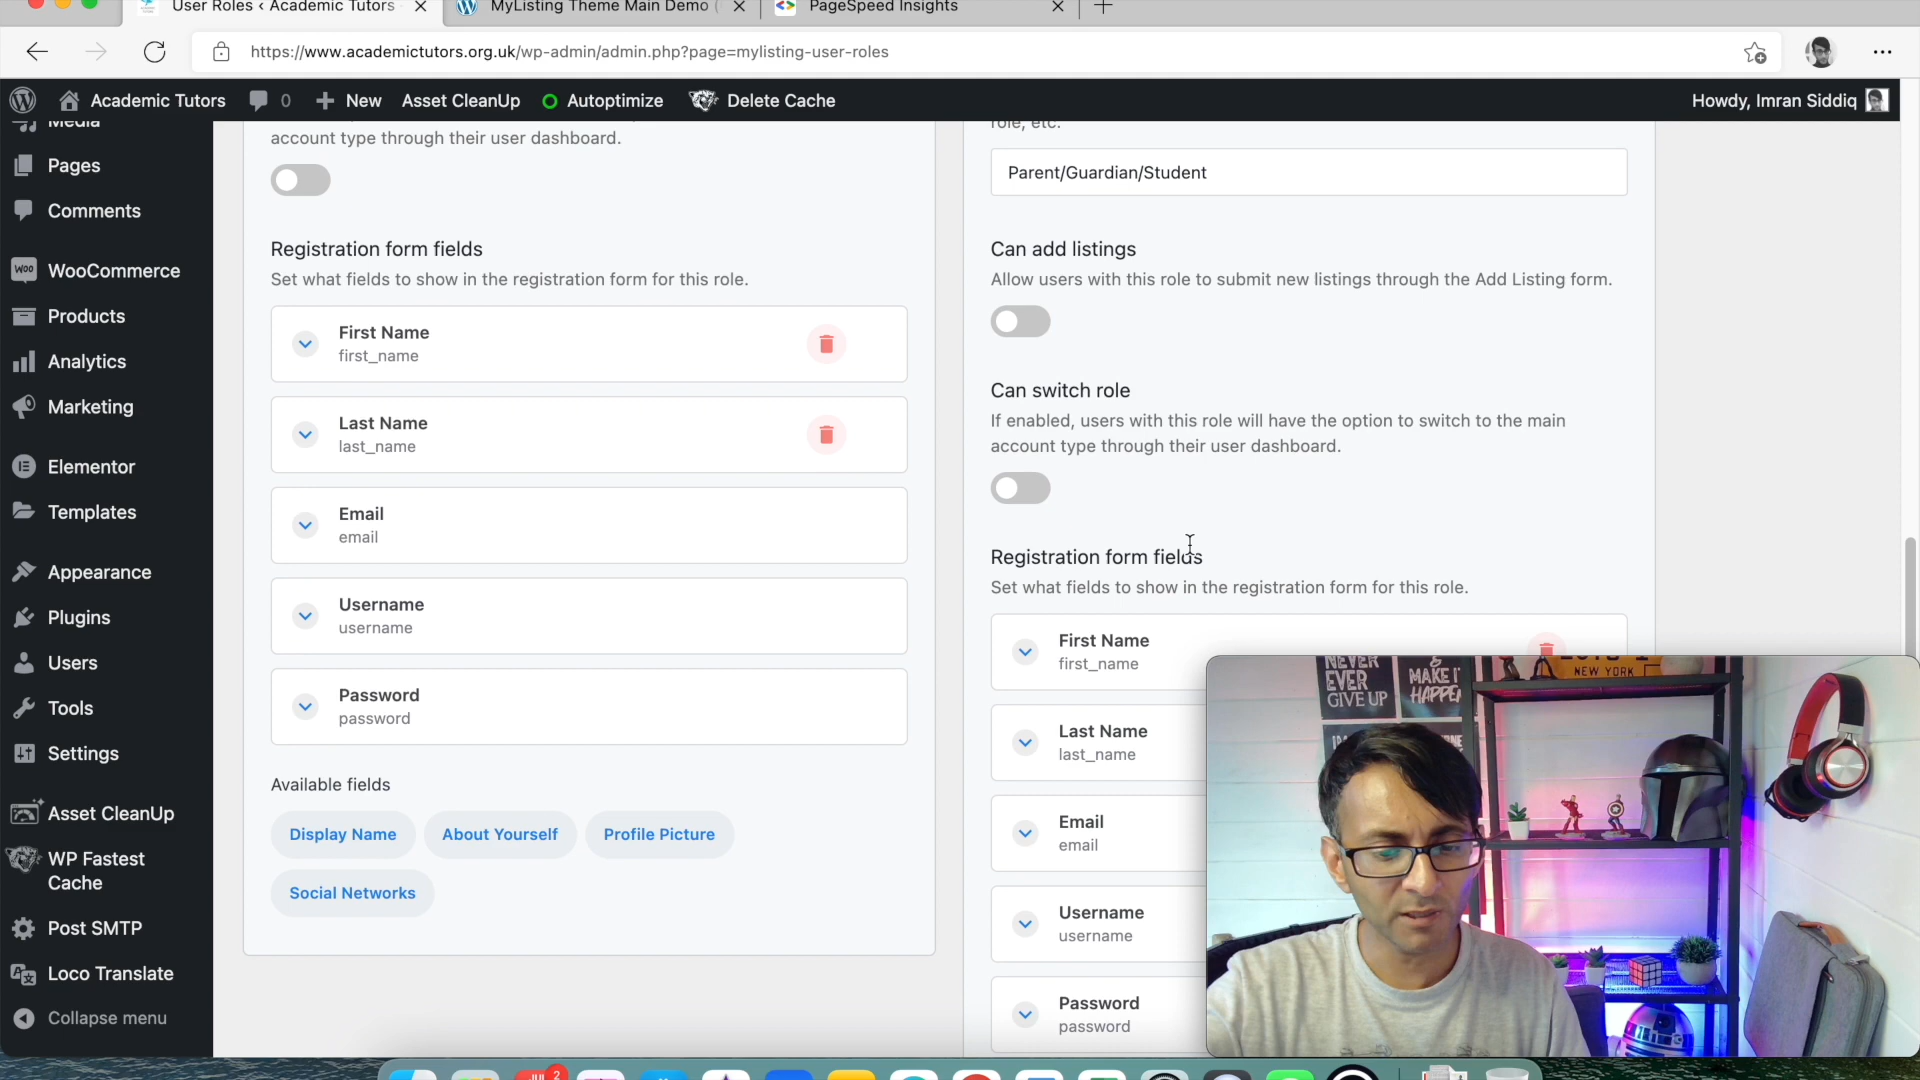 User Roles ‹ Academic Tutors
MyListing Theme Main Demo (
PageSpeed Insights
https://www.academictutors.org.uk/wp-admin/admin.php?page=mylisting-user-roles
Academic Tutors
0
New
Asset CleanUp
Autoptimize
Delete Cache
Howdy, Imran Siddiq
Media
Pages
Comments
WooCommerce
Products
Analytics
Marketing
Elementor
Templates
Appearance
Plugins
Users
Tools
Settings
Asset CleanUp
WP Fastest
Cache
Post SMTP
Loco Translate
Collapse menu
account type through their user dashboard.
Registration form fields
Set what fields to show in the registration form for this role.
First Name
first_name
Last Name
last_name
Email
email
Username
username
Password
password
Available fields
Display Name
About Yourself
Profile Picture
Social Networks
role, etc.
Parent/Guardian/Student
Can add listings
Allow users with this role to submit new listings through the Add Listing form.
Can switch role
If enabled, users with this role will have the option to switch to the main
account type through their user dashboard.
Registration form fields
Set what fields to show in the registration form for this role.
First Name
first_name
Last Name
last_name
Email
email
Username
username
Password
password
NEVER
EVER
GIVE UP
&
MAKE IT
HAPPEN
NEW YORK
2